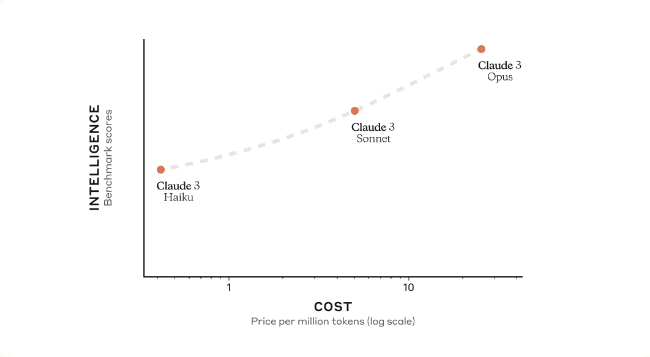 INTELLIGENCE
Benchmark scores
Claude 3
Opus
Claude 3
Sonnet
Claude 3
Haiku
1
10
COST
Price per million tokens (log scale)